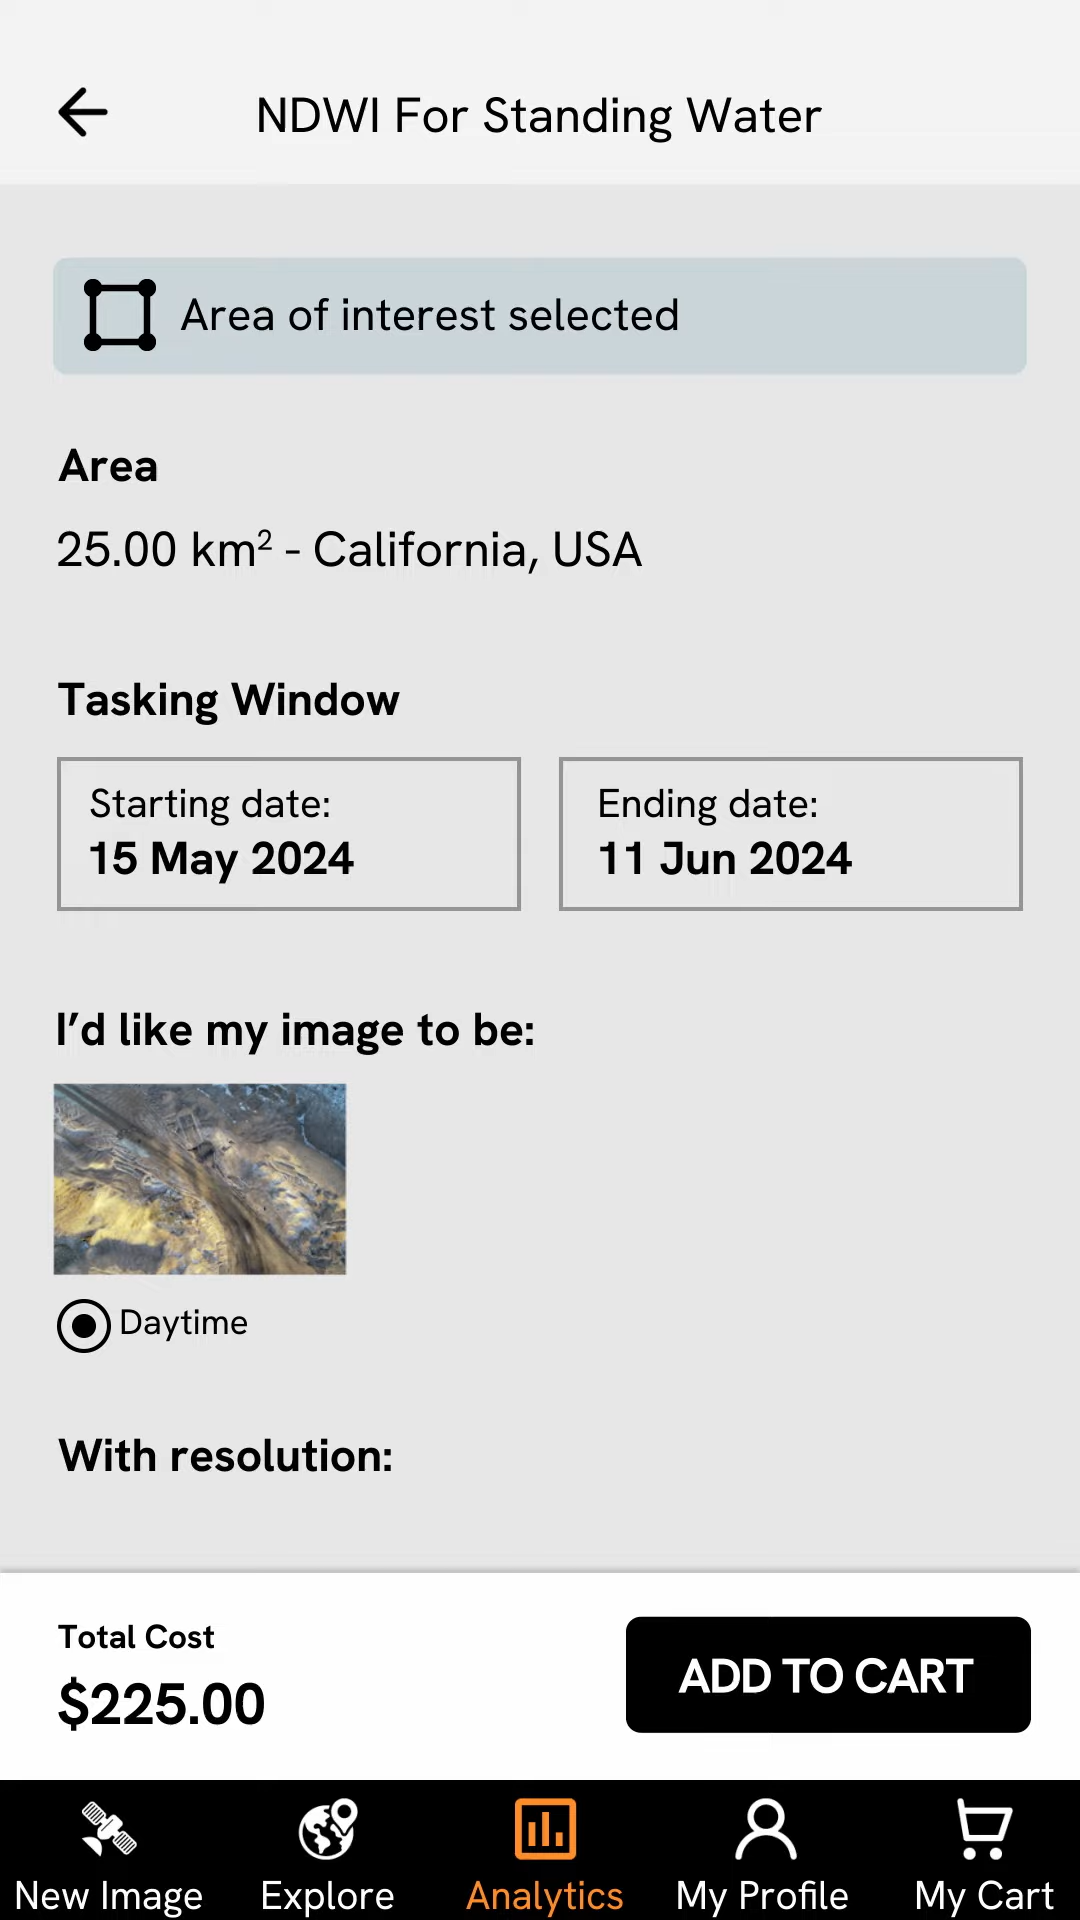 NDWI For Standing Water
Area of interest selected
Area
25.00 km² - California, USA
Tasking Window
Starting date:
15 May 2024
Ending date:
11 Jun 2024
I’d like my image to be:
Daytime
With resolution:
Total Cost
$225.00
ADD TO CART
New Image
Explore
Analytics
My Profile
My Cart